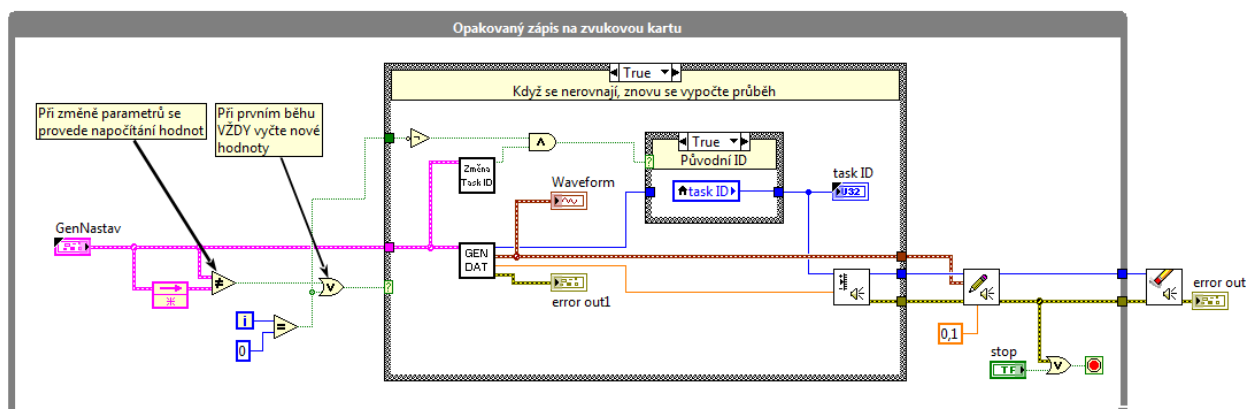 Opakovaný zápis na zvukovou kartu
True
Když se nerovnají, znovu se vypočte průběh
Při změně parametrů se
provede napočítání hodnot
Při prvním běhu
VŽDY vyčte nové
hodnoty
True
Původní ID
task ID
task ID
U32
Změna
Task ID
Waveform
GenNastav
GEN
DAT
error out1
error out
i
0
0,1
stop
TF